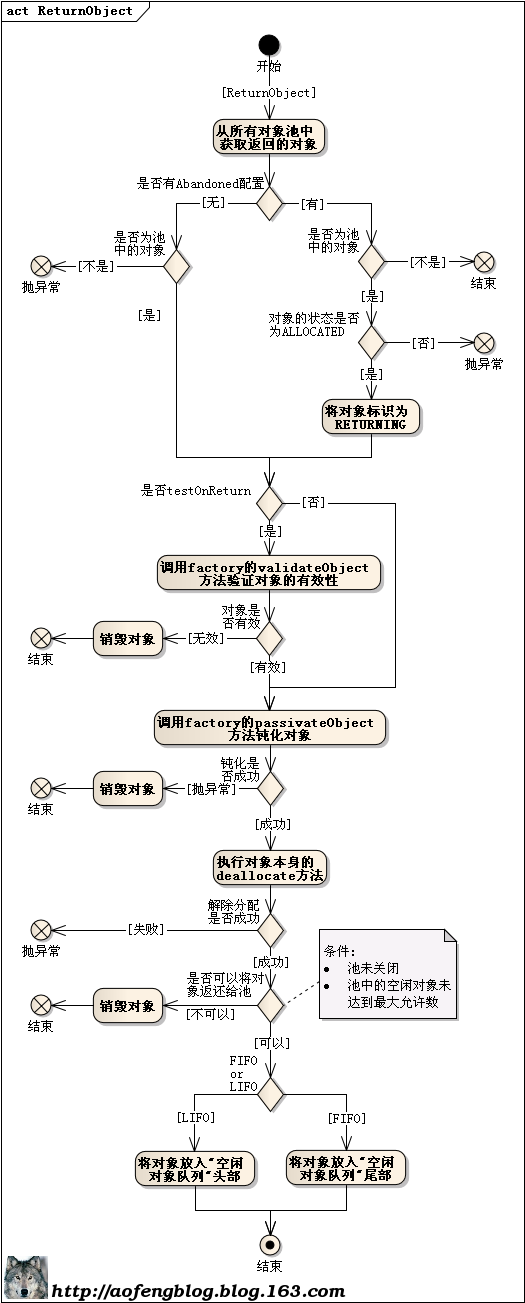 act ReturnObject
开始
[ReturnObject]
从所有对象池中
获取返回的对象
是否有Abandoned配置
[无]
[有]
是否为池
中的对象
[不是]
抛异常
[是]
是否为池
中的对象
[不是]
结束
[是]
对象的状态是否
为ALLOCATED
[否]
抛异常
[是]
将对象标识为
RETURNING
是否testOnReturn
[否]
[是]
调用factory的validateObject
方法验证对象的有效性
对象是
否有效
[无效]
销毁对象
结束
[有效]
调用factory的passivateObject
方法钝化对象
钝化是
否成功
[抛异常]
销毁对象
结束
[成功]
执行对象本身的
deallocate方法
解除分配
是否成功
[失败]
抛异常
[成功]
是否可以将对
象返还给池
[不可以]
销毁对象
结束
条件：
• 池未关闭
• 池中的空闲对象未
达到最大允许数
[可以]
FIFO
or
LIFO
[LIFO]
[FIFO]
将对象放入“空闲
对象队列”头部
将对象放入“空闲
对象队列”尾部
结束
http://aofengblog.blog.163.com/